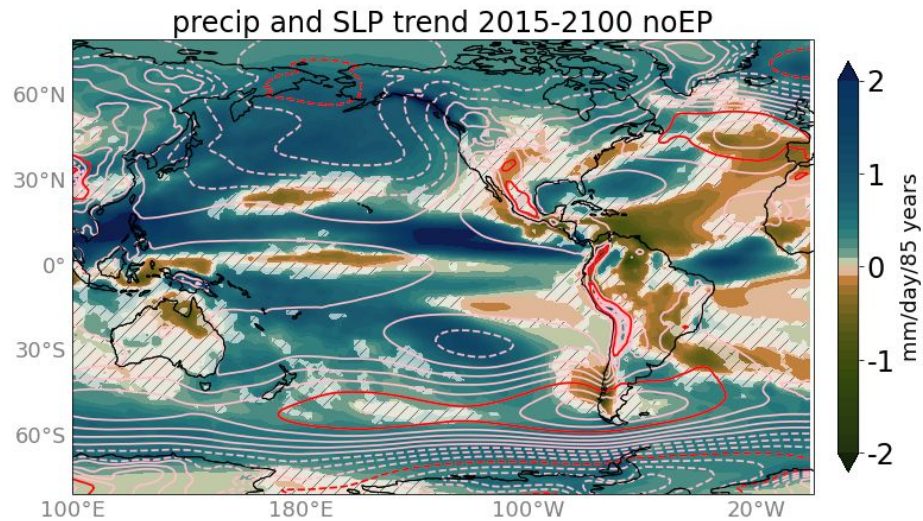 precip and SLP trend 2015-2100 noEP
60°N
30°N
0°
30°S
60°S
100°E
180°E
100°W
20°W
2
1
0
-1
-2
mm/day/85 years